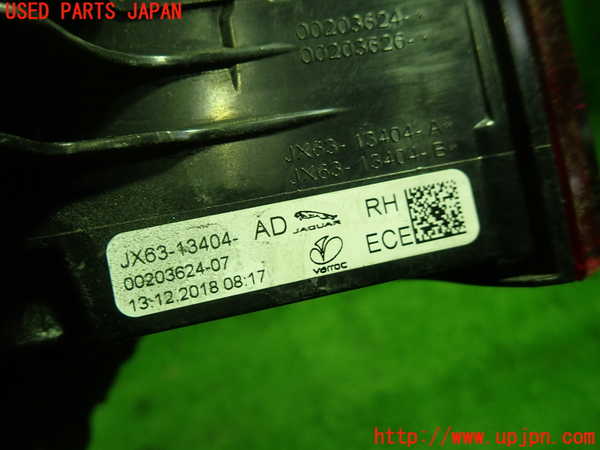 USED PARTS JAPAN
00203624-
00203626-
JX63-13404-A
JX63-13404-B
JX63-13404- AD JAGUAR RH
00203624-07 varroc ECE
13.12.2018 08:17
http://www.upjpn.com/